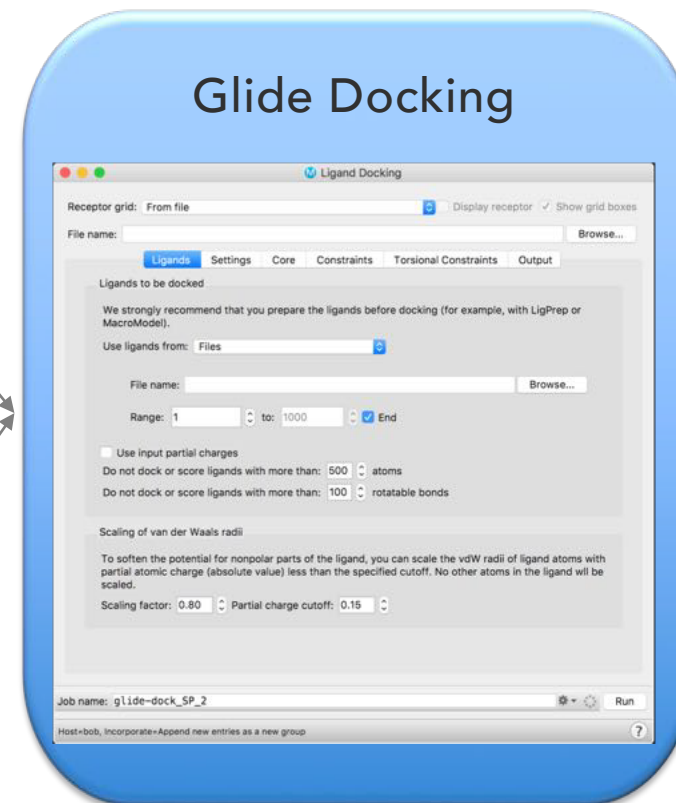 Glide Docking
Ligand Docking
Receptor grid: From file Display receptor Show grid boxes
File name: Browse...
Ligands Settings Core Constraints Torsional Constraints Output
Ligands to be docked
We strongly recommend that you prepare the ligands before docking (for example, with LigPrep or
MacroModel).
Use ligands from: Files
File name: Browse...
Range: 1 to: 1000 End
Use input partial charges
Do not dock or score ligands with more than: 500 atoms
Do not dock or score ligands with more than: 100 rotatable bonds
Scaling of van der Waals radii
To soften the potential for nonpolar parts of the ligand, you can scale the vdW radii of ligand atoms with
partial atomic charge (absolute value) less than the specified cutoff. No other atoms in the ligand wll be
scaled.
Scaling factor: 0.80 Partial charge cutoff: 0.15
Job name: glide-dock_SP_2 Run
Host=bob, Incorporate=Append new entries as a new group ?